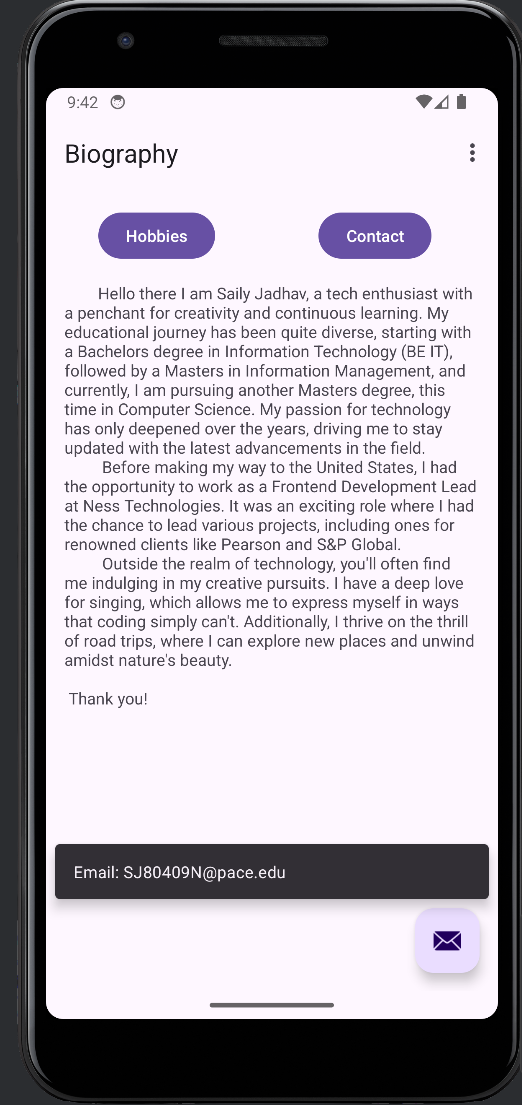 9:42
Biography
Hobbies
Contact
Hello there I am Saily Jadhav, a tech enthusiast with
a penchant for creativity and continuous learning. My
educational journey has been quite diverse, starting with
a Bachelors degree in Information Technology (BE IT),
followed by a Masters in Information Management, and
currently, I am pursuing another Masters degree, this
time in Computer Science. My passion for technology
has only deepened over the years, driving me to stay
updated with the latest advancements in the field.
Before making my way to the United States, I had
the opportunity to work as a Frontend Development Lead
at Ness Technologies. It was an exciting role where I had
the chance to lead various projects, including ones for
renowned clients like Pearson and S&P Global.
Outside the realm of technology, you'll often find
me indulging in my creative pursuits. I have a deep love
for singing, which allows me to express myself in ways
that coding simply can't. Additionally, I thrive on the thrill
of road trips, where I can explore new places and unwind
amidst nature's beauty.
Thank you!
Email: SJ80409N@pace.edu